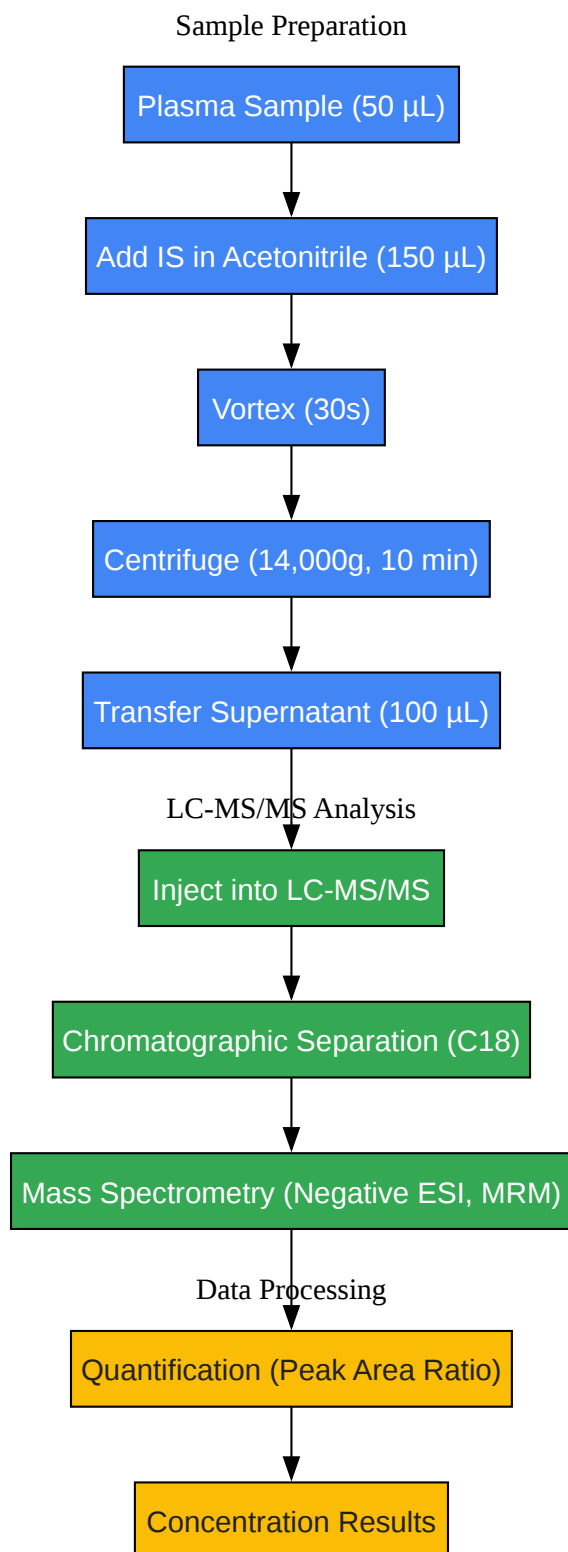 Sample Preparation
Plasma Sample (50 µL)
Add IS in Acetonitrile (150 µL)
Vortex (30s)
Centrifuge (14,000g, 10 min)
Transfer Supernatant (100 µL)
LC-MS/MS Analysis
Inject into LC-MS/MS
Chromatographic Separation (C18)
Mass Spectrometry (Negative ESI, MRM)
Data Processing
Quantification (Peak Area Ratio)
Concentration Results